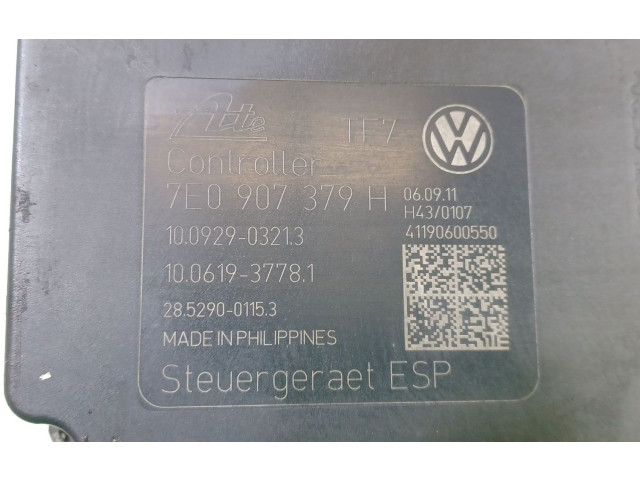 Ate TF7
Controller
7E0 907 379 H 06.09.11
H43/0107
10.0929-0321.3 41190600550
10.0619-3778.1
28.5290-0115.3
MADE IN PHILIPPINES
Steuergeraet ESP